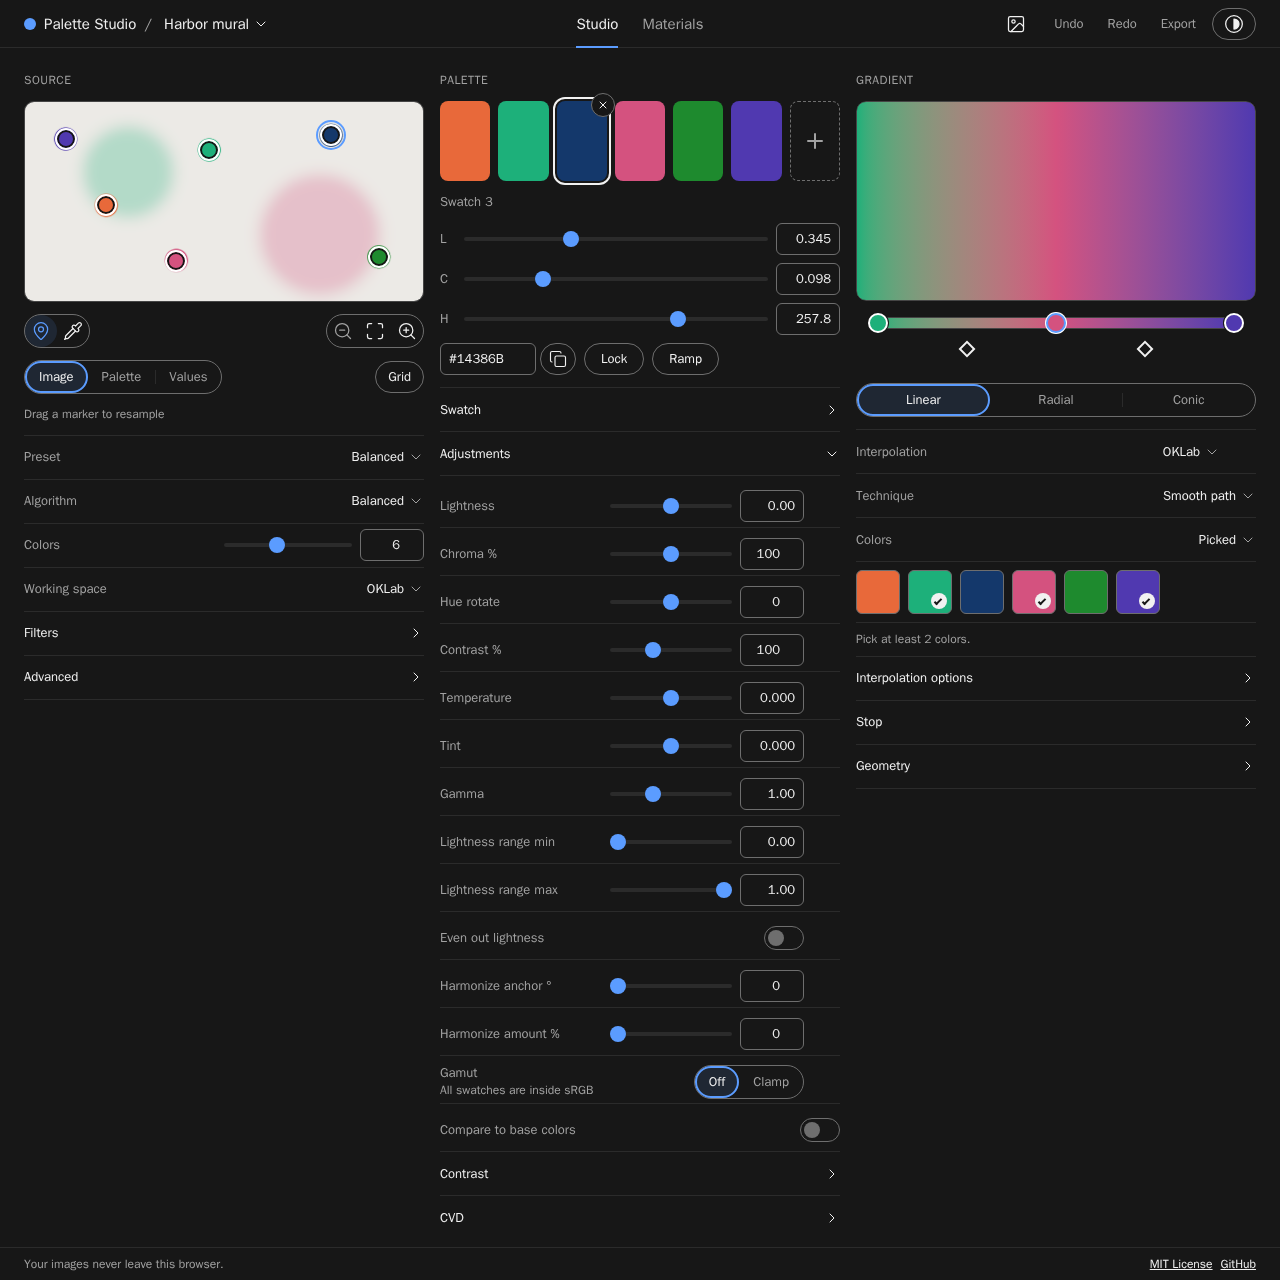 Palette Studio / Harbor mural
Studio Materials
Undo Redo Export
SOURCE
Image Palette Values Grid
Drag a marker to resample
Preset Balanced
Algorithm Balanced
Colors 6
Working space OKLab
Filters
Advanced
PALETTE
Swatch 3
L 0.345
C 0.098
H 257.8
#14386B Lock Ramp
Swatch
Adjustments
Lightness 0.00
Chroma % 100
Hue rotate 0
Contrast % 100
Temperature 0.000
Tint 0.000
Gamma 1.00
Lightness range min 0.00
Lightness range max 1.00
Even out lightness
Harmonize anchor ° 0
Harmonize amount % 0
Gamut
All swatches are inside sRGB
Off Clamp
Compare to base colors
Contrast
CVD
GRADIENT
Linear Radial Conic
Interpolation OKLab
Technique Smooth path
Colors Picked
Pick at least 2 colors.
Interpolation options
Stop
Geometry
Your images never leave this browser.
MIT License GitHub